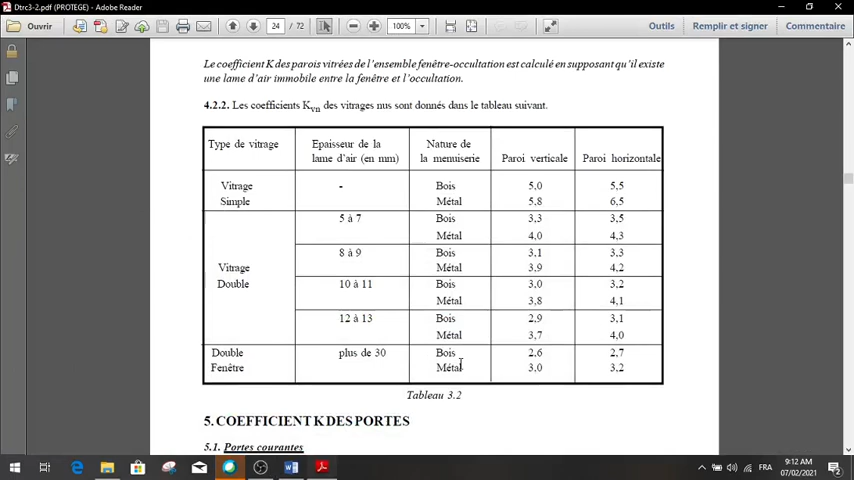 Dtrc3-2.pdf (PROTEGE) - Adobe Reader
Ouvrir 24 / 72 100% Outils Remplir et signer Commentaire
Le coefficient K des parois vitrées de l'ensemble fenêtre-occultation est calculé en supposant qu'il existe
une lame d'air immobile entre la fenêtre et l'occultation.
4.2.2. Les coefficients Kvn des vitrages nus sont donnés dans le tableau suivant.
Type de vitrage Epaisseur de la lame d'air (en mm) Nature de la menuiserie Paroi verticale Paroi horizontale
Vitrage - Bois 5,0 5,5
Simple Métal 5,8 6,5
5 à 7 Bois 3,3 3,5
Métal 4,0 4,3
8 à 9 Bois 3,1 3,3
Vitrage Métal 3,9 4,2
Double 10 à 11 Bois 3,0 3,2
Métal 3,8 4,1
12 à 13 Bois 2,9 3,1
Métal 3,7 4,0
Double plus de 30 Bois 2,6 2,7
Fenêtre Métal 3,0 3,2
Tableau 3.2
5. COEFFICIENT K DES PORTES
5.1. Portes courantes
FRA 9:12 AM
07/02/2021